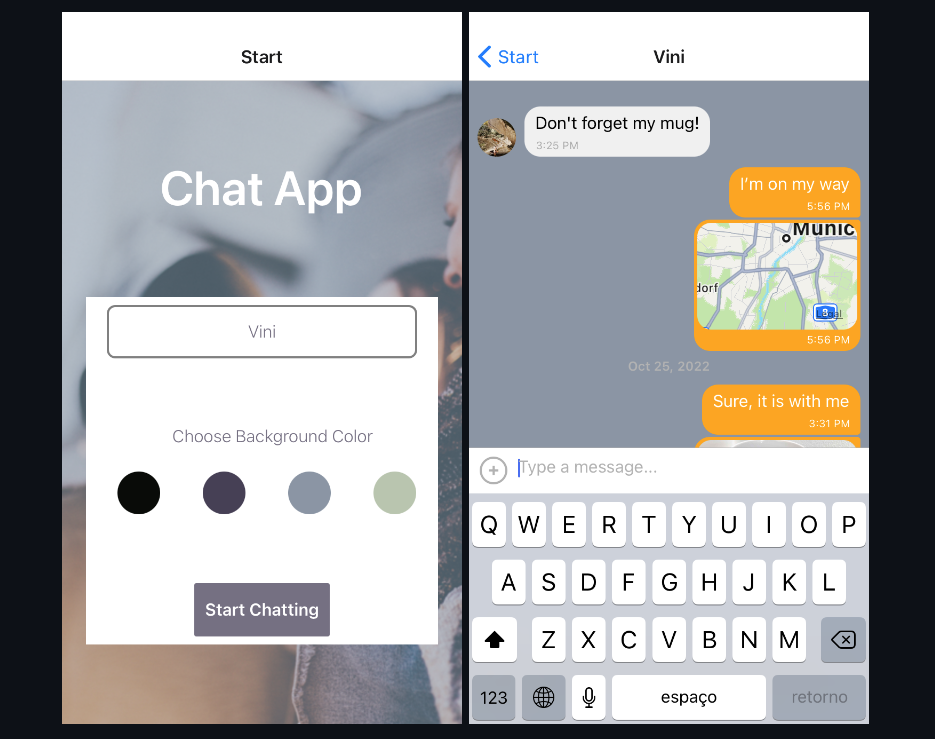 Start
Chat App
Vini
Choose Background Color
Start Chatting
Start
Vini
Don't forget my mug!
3:25 PM
I'm on my way
5:56 PM
Munic
dorf
8
Legal
5:56 PM
Oct 25, 2022
Sure, it is with me
3:31 PM
Type a message...
Q W E R T Y U I O P
A S D F G H J K L
Z X C V B N M
123
espaço
retorno